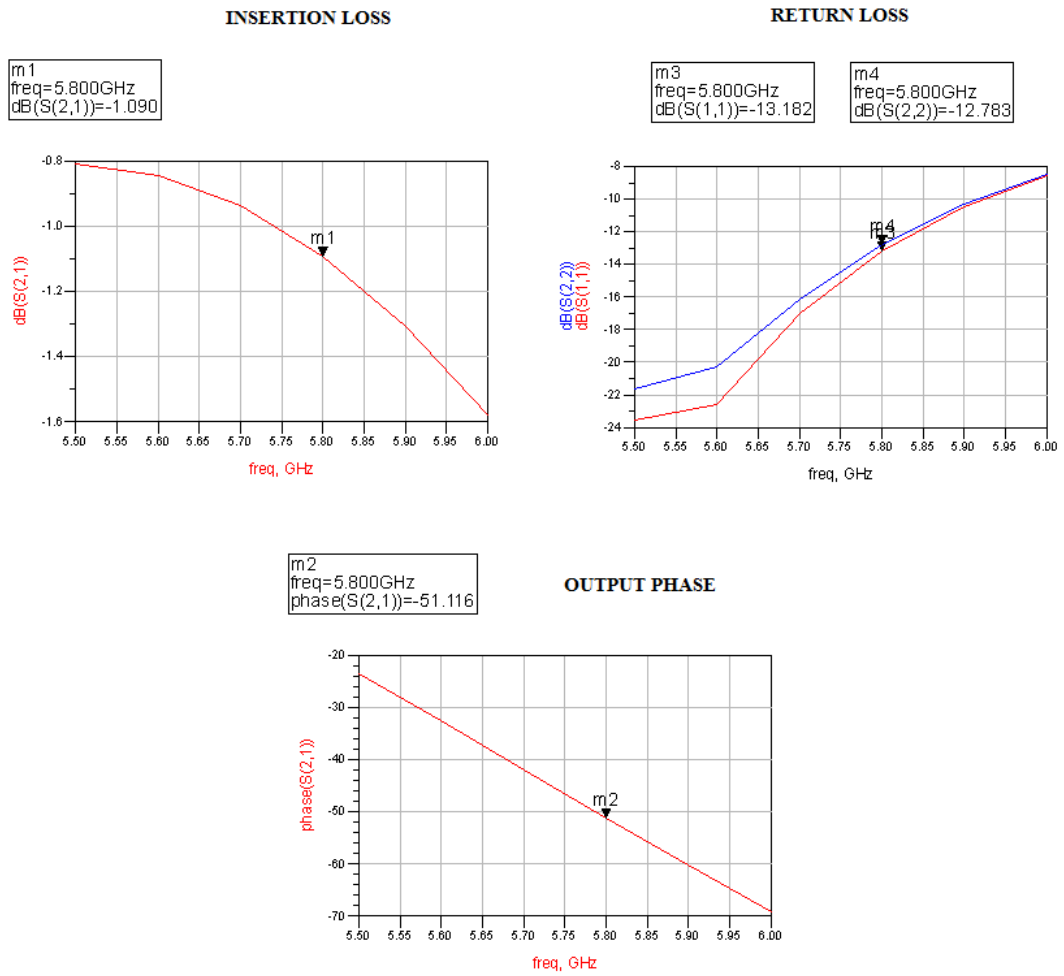 INSERTION LOSS
RETURN LOSS
m1
freq=5.800GHz
dB(S(2,1))=-1.090
m3
freq=5.800GHz
dB(S(1,1))=-13.182
m4
freq=5.800GHz
dB(S(2,2))=-12.783
-0.8
-1.0
-1.2
-1.4
-1.6
dB(S(2,1))
m1
5.50 5.55 5.60 5.65 5.70 5.75 5.80 5.85 5.90 5.95 6.00
freq, GHz
-8
-10
-12
-14
-16
-18
-20
-22
-24
dB(S(2,2))
dB(S(1,1))
m4
m3
5.50 5.55 5.60 5.65 5.70 5.75 5.80 5.85 5.90 5.95 6.00
freq, GHz
m2
freq=5.800GHz
phase(S(2,1))=-51.116
OUTPUT PHASE
-20
-30
-40
-50
-60
-70
phase(S(2,1))
m2
5.50 5.55 5.60 5.65 5.70 5.75 5.80 5.85 5.90 5.95 6.00
freq, GHz